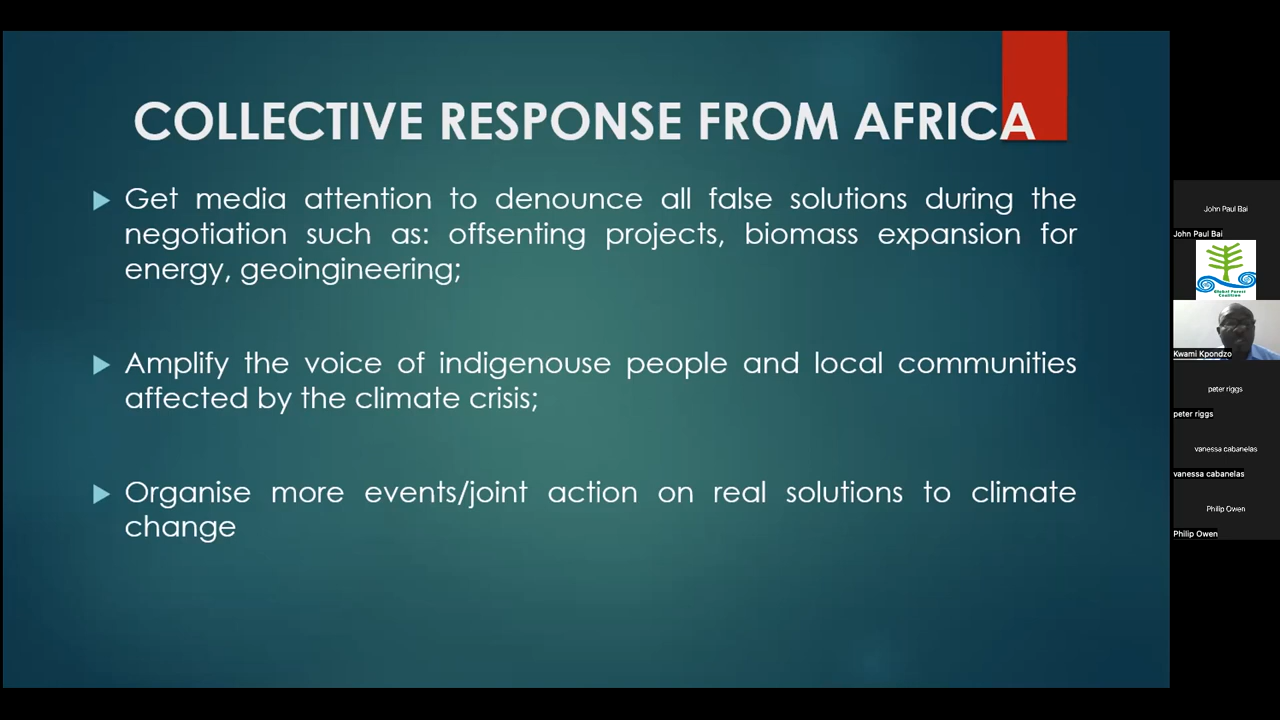 COLLECTIVE RESPONSE FROM AFRICA
Get media attention to denounce all false solutions during the
negotiation such as: offsenting projects, biomass expansion for
energy, geoingineering;
Amplify the voice of indigenouse people and local communities
affected by the climate crisis;
Organise more events/joint action on real solutions to climate
change
John Paul Bai
John Paul Bai
Global Forest
Coalition
Kwami Kpondzo
peter riggs
peter riggs
vanessa cabanelas
vanessa cabanelas
Philip Owen
Philip Owen